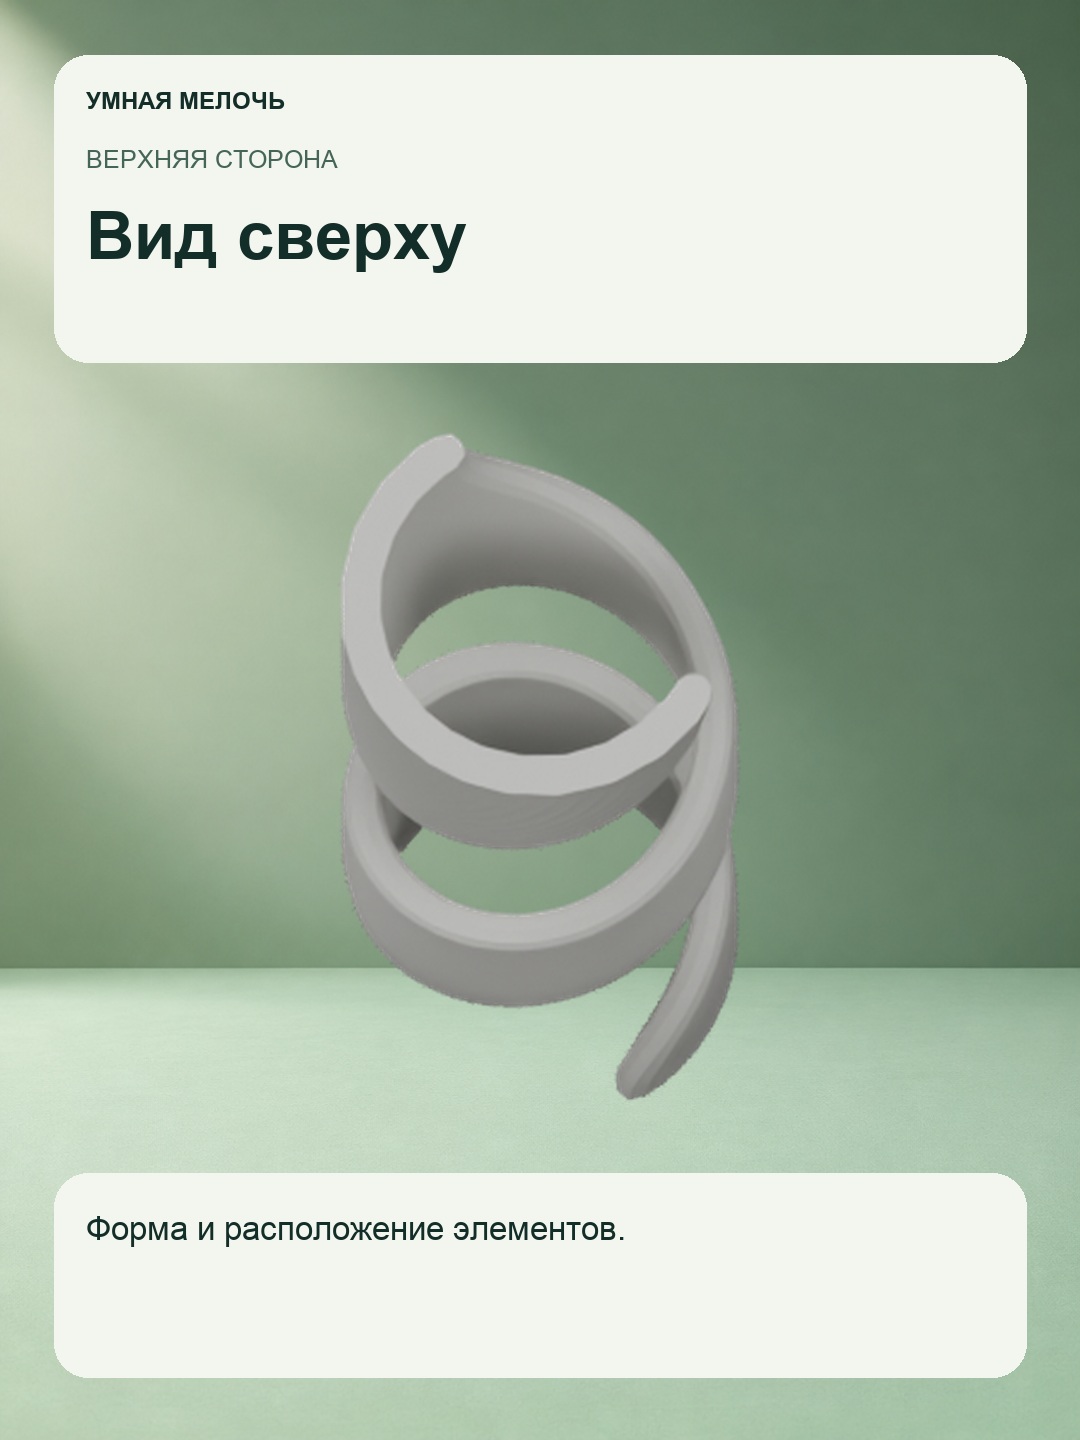 УМНАЯ МЕЛОЧЬ
ВЕРХНЯЯ СТОРОНА
Вид сверху
Форма и расположение элементов.